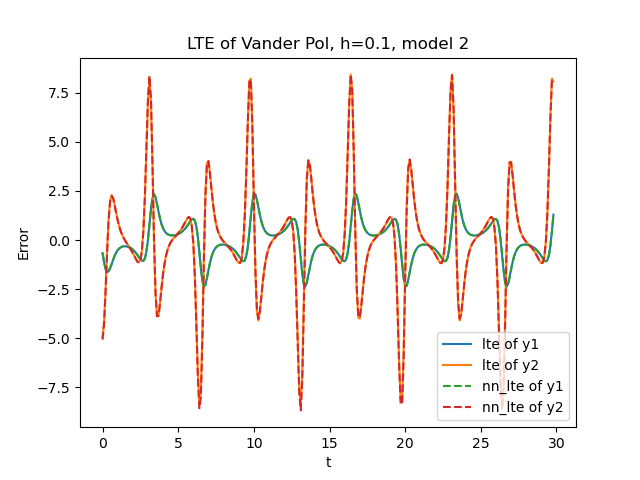 LTE of Vander Pol, h=0.1, model 2
Error
7.5
5.0
2.5
0.0
−2.5
−5.0
−7.5
0 5 10 15 20 25 30
t
lte of y1
lte of y2
nn_lte of y1
nn_lte of y2